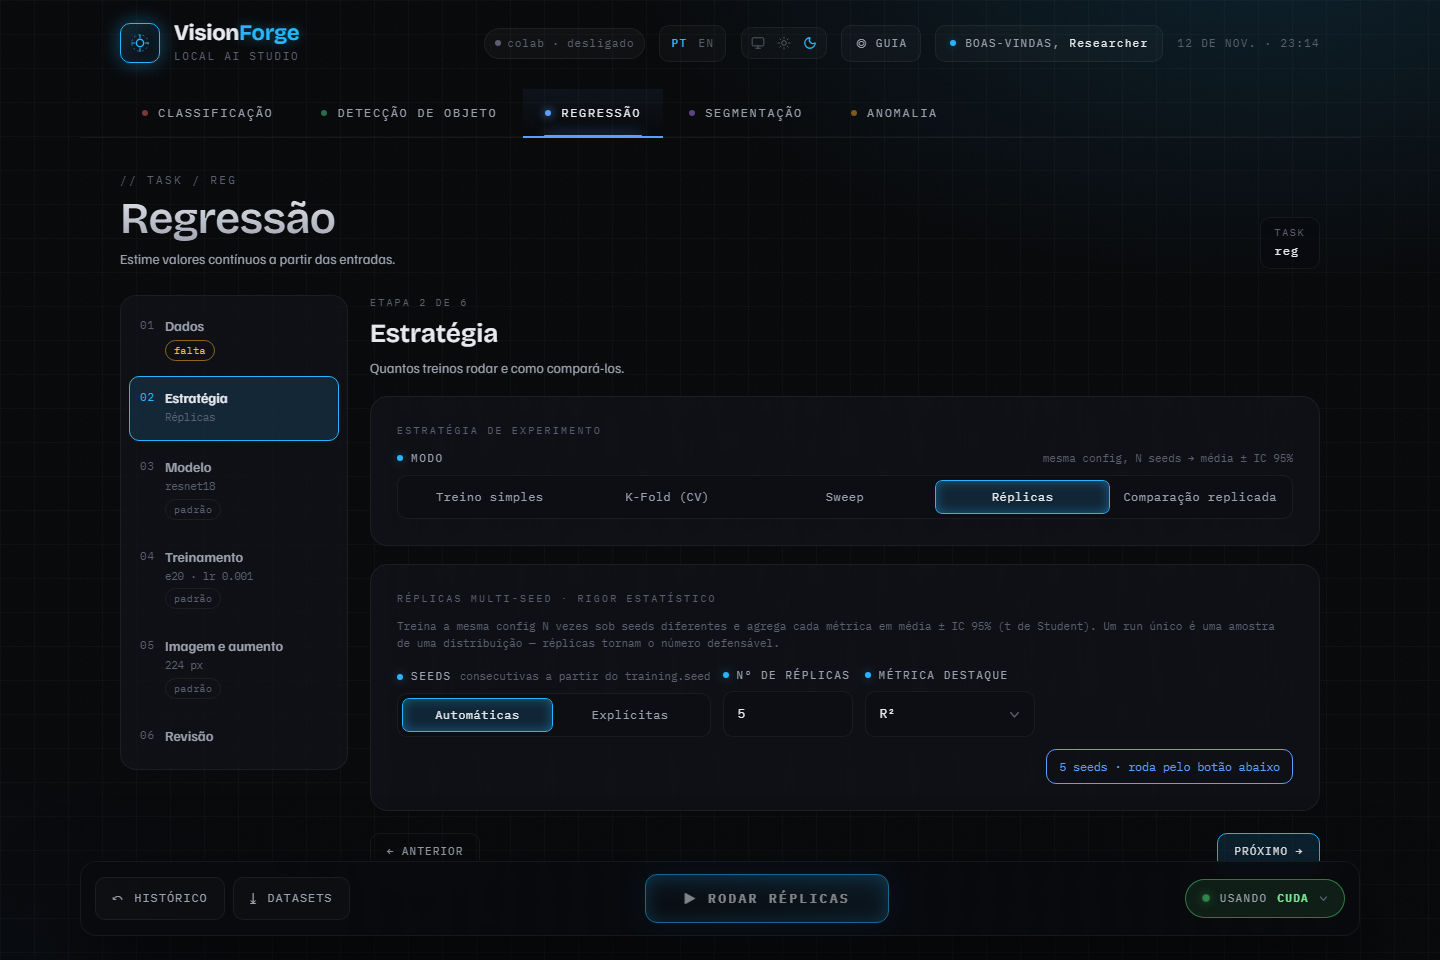 VisionForge
LOCAL AI STUDIO
colab · desligado
PT EN
GUIA
BOAS-VINDAS, Researcher
12 DE NOV. · 23:14
CLASSIFICAÇÃO
DETECÇÃO DE OBJETO
REGRESSÃO
SEGMENTAÇÃO
ANOMALIA
// TASK / REG
Regressão
Estime valores contínuos a partir das entradas.
TASK
reg
01 Dados
falta
02 Estratégia
Réplicas
03 Modelo
resnet18
padrão
04 Treinamento
e20 · lr 0.001
padrão
05 Imagem e aumento
224 px
padrão
06 Revisão
ETAPA 2 DE 6
Estratégia
Quantos treinos rodar e como compará-los.
ESTRATÉGIA DE EXPERIMENTO
MODO
mesma config, N seeds → média ± IC 95%
Treino simples
K-Fold (CV)
Sweep
Réplicas
Comparação replicada
RÉPLICAS MULTI-SEED · RIGOR ESTATÍSTICO
Treina a mesma config N vezes sob seeds diferentes e agrega cada métrica em média ± IC 95% (t de Student). Um run único é uma amostra
de uma distribuição — réplicas tornam o número defensável.
SEEDS consecutivas a partir do training.seed
Nº DE RÉPLICAS
MÉTRICA DESTAQUE
Automáticas
Explícitas
5
R²
5 seeds · roda pelo botão abaixo
← ANTERIOR
PRÓXIMO →
HISTÓRICO
DATASETS
▶ RODAR RÉPLICAS
USANDO CUDA